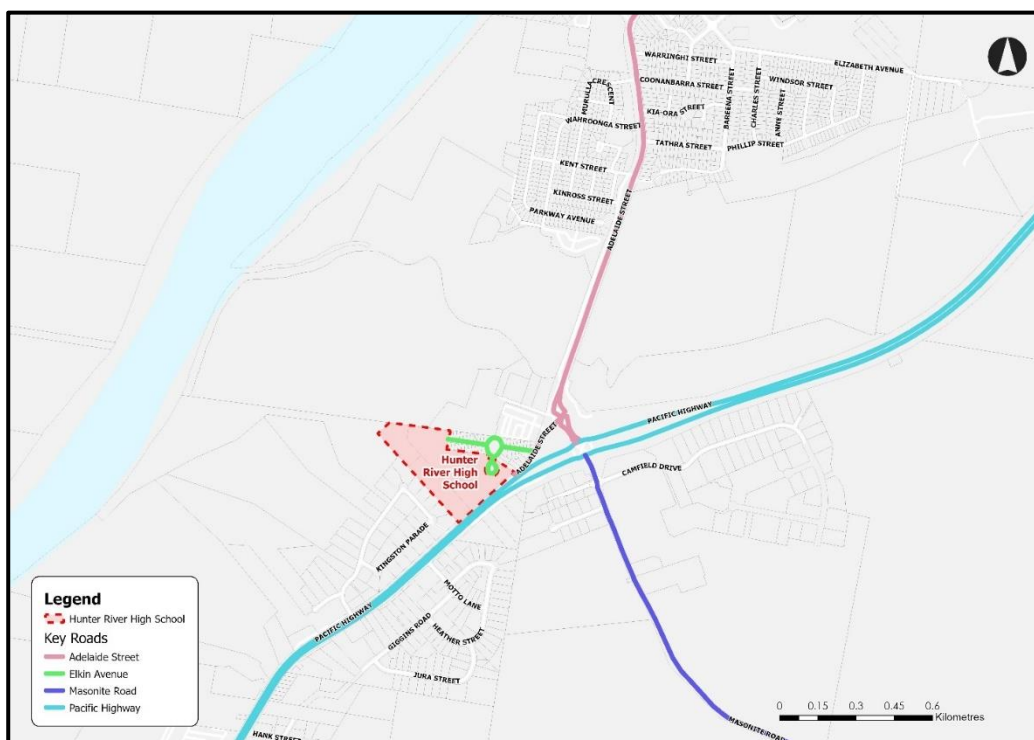 WARRINGHI STREET
ELIZABETH AVENUE
COONANBARRA STREET
WINDSOR STREET
MURULLA
CRESCENT
BAREENA STREET
CHARLES STREET
ANNE STREET
KIA-ORA STREET
WAHROONGA STREET
TATHRA STREET
PHILLIP STREET
KENT STREET
KINROSS STREET
PARKWAY AVENUE
ADELAIDE STREET
PACIFIC HIGHWAY
ADELAIDE STREET
Hunter
River High
School
CAMFIELD DRIVE
KINGSTON PARADE
MOTTO LANE
PACIFIC HIGHWAY
GIGGINS ROAD
HEATHER STREET
JURA STREET
MASONITE ROAD
HANK STREET
Legend
Hunter River High School
Key Roads
Adelaide Street
Elkin Avenue
Masonite Road
Pacific Highway
0 0.15 0.3 0.45 0.6
Kilometres